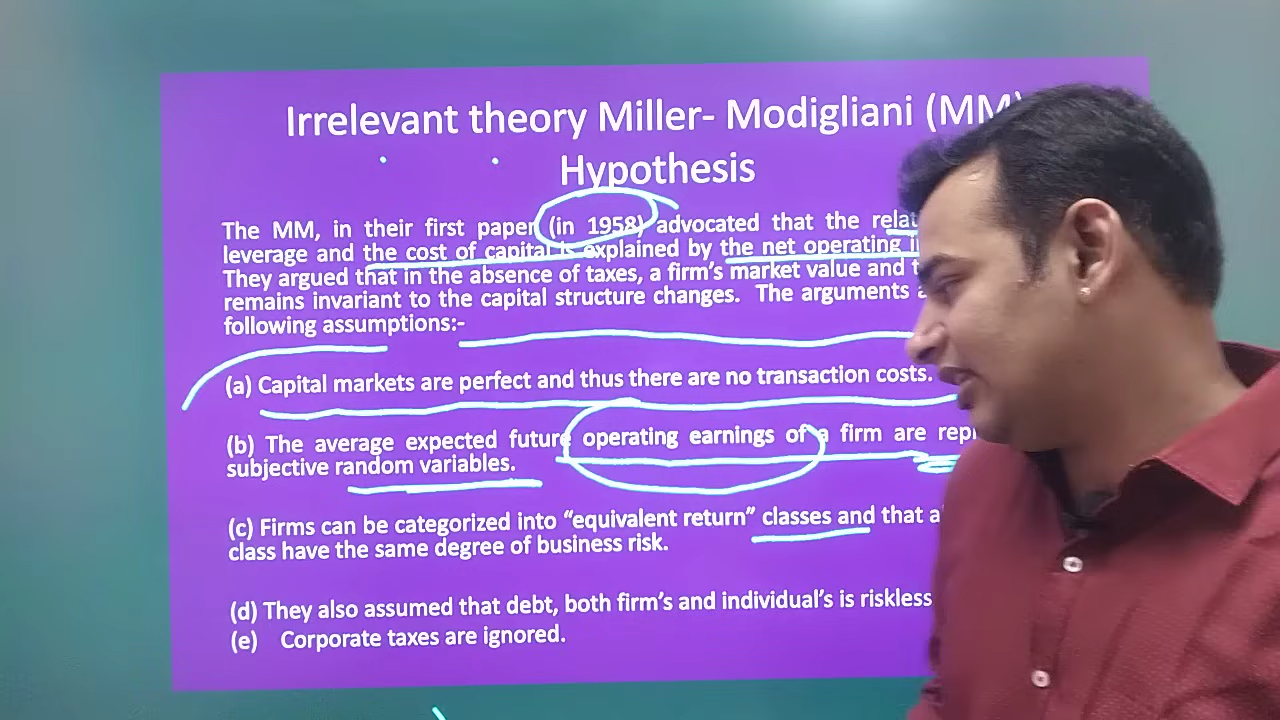 Irrelevant theory Miller- Modigliani (MM)
Hypothesis
The MM, in their first paper (in 1958) advocated that the
leverage and the cost of capital is explained by the net operating
They argued that in the absence of taxes, a firm's market value and
remains invariant to the capital structure changes. The arguments
following assumptions:-
(a) Capital markets are perfect and thus there are no transaction costs.
(b) The average expected future operating earnings of a firm are
subjective random variables.
(c) Firms can be categorized into "equivalent return" classes and that
class have the same degree of business risk.
(d) They also assumed that debt, both firm's and individual's is riskless
(e) Corporate taxes are ignored.